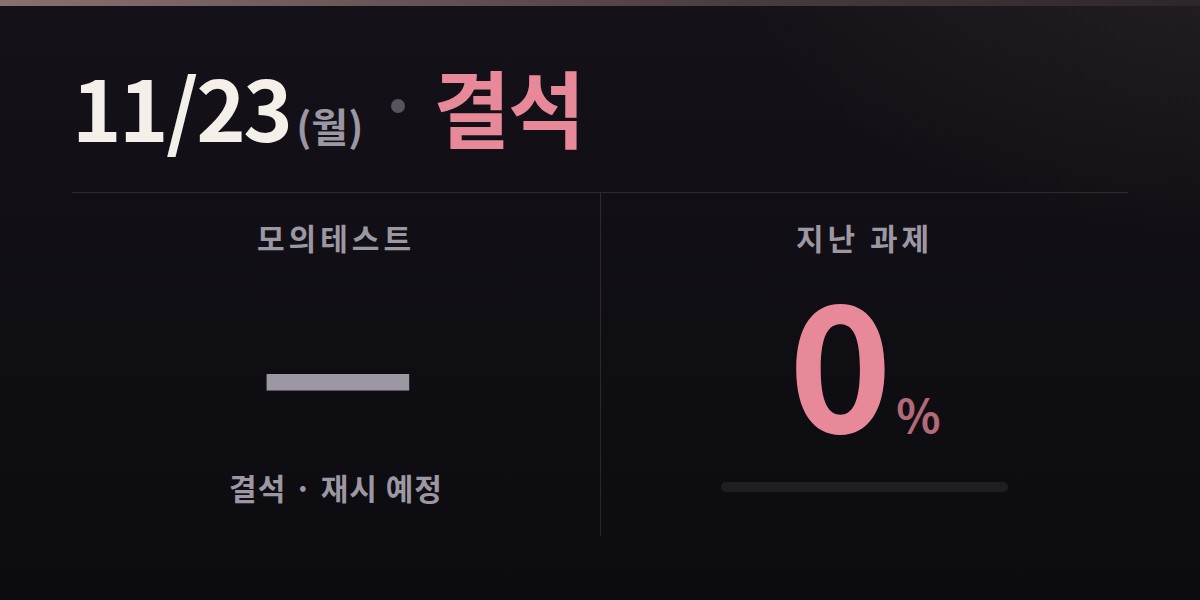 11/23 (월) · 결석
모의테스트
—
결석 · 재시 예정
지난 과제
0%